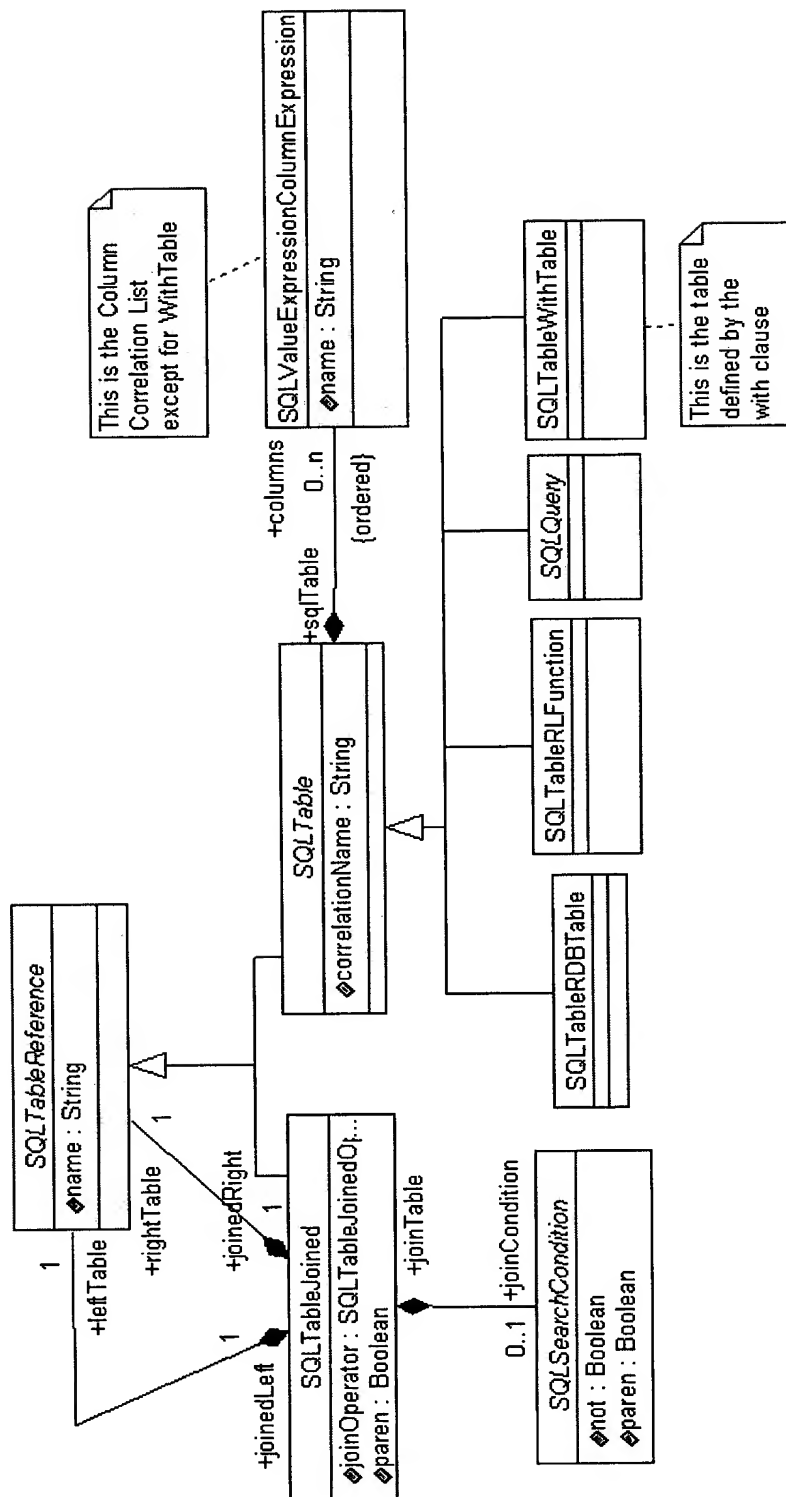 SQLTableReference
name : String
1
+leftTable
+rightTable
1
+joinedLeft
1
+joinedRight
1
SQLTableJoined
joinOperator : SQLTableJoinedOp...
paren : Boolean
+joinTable
0..1
+joinCondition
SQLSearchCondition
not : Boolean
paren : Boolean
SQLTable
correlationName : String
+sqlTable
+columns
0..n
{ordered}
This is the Column
Correlation List
except for WithTable
SQLValueExpressionColumnExpression
name : String
SQLTableRDBTable
SQLTableRLFunction
SQLQuery
SQLTableWithTable
This is the table
defined by the
with clause